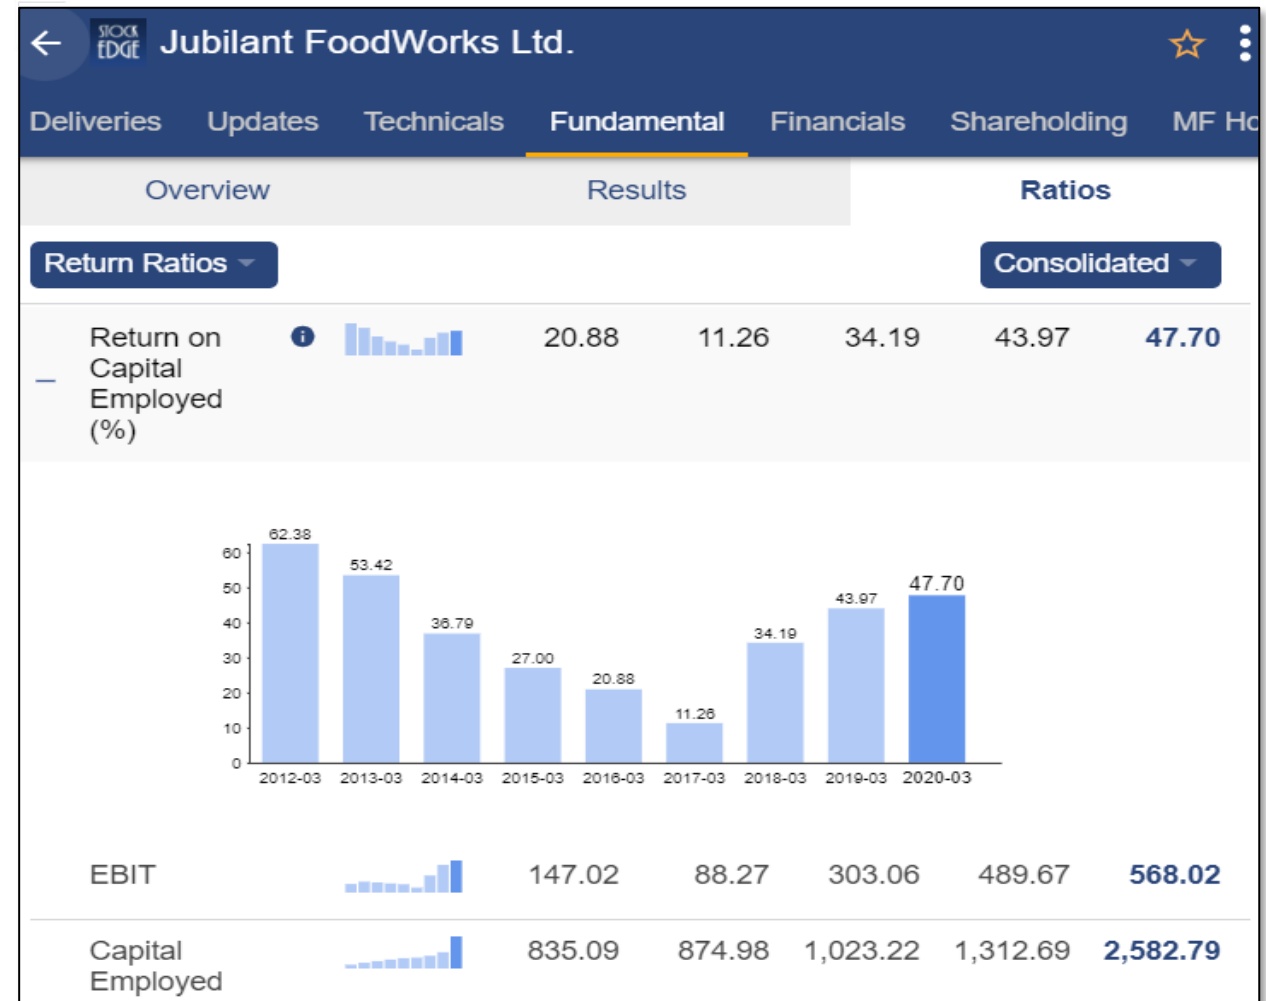 STOCK
EDGE
Jubilant FoodWorks Ltd.
Deliveries Updates Technicals Fundamental Financials Shareholding MF Ho
Overview Results Ratios
Return Ratios Consolidated
Return on
Capital
Employed
(%)
20.88 11.26 34.19 43.97 47.70
62.38
53.42
36.79
27.00
20.88
11.26
34.19
43.97
47.70
60
50
40
30
20
10
0
2012-03 2013-03 2014-03 2015-03 2016-03 2017-03 2018-03 2019-03 2020-03
EBIT 147.02 88.27 303.06 489.67 568.02
Capital
Employed
835.09 874.98 1,023.22 1,312.69 2,582.79